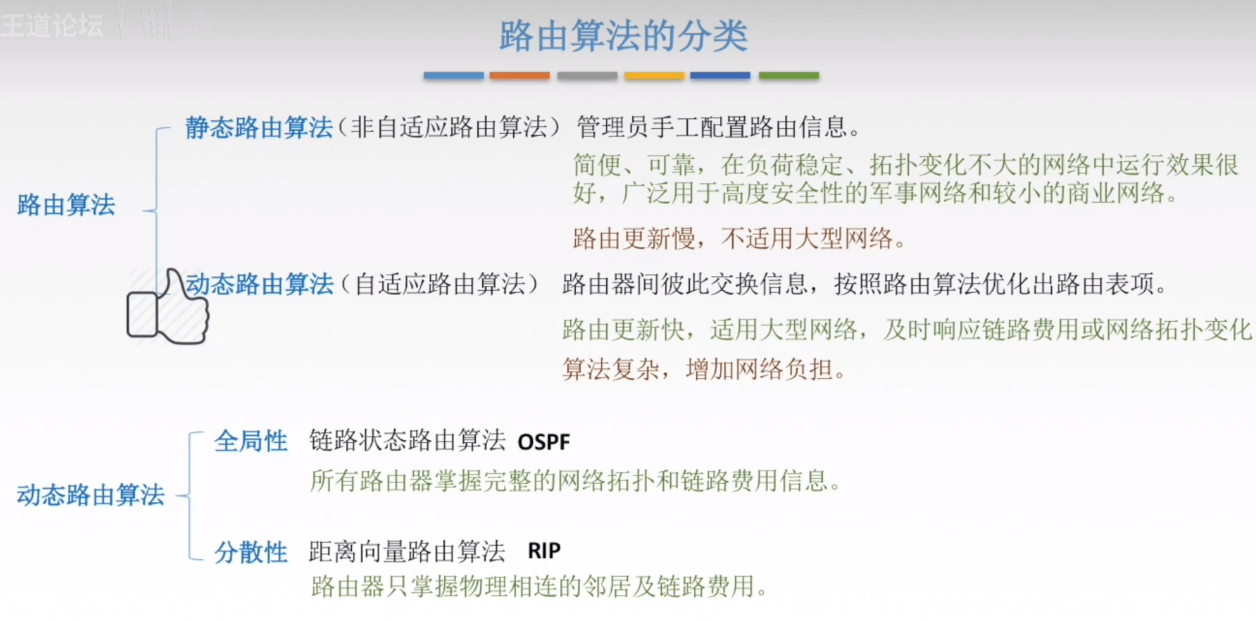 王道论坛
路由算法的分类
静态路由算法（非自适应路由算法） 管理员手工配置路由信息。
简便、可靠，在负荷稳定、拓扑变化不大的网络中运行效果很
好，广泛用于高度安全性的军事网络和较小的商业网络。
路由算法
路由更新慢，不适用大型网络。
动态路由算法（自适应路由算法） 路由器间彼此交换信息，按照路由算法优化出路由表项。
路由更新快，适用大型网络，及时响应链路费用或网络拓扑变化
算法复杂，增加网络负担。
全局性 链路状态路由算法 OSPF
所有路由器掌握完整的网络拓扑和链路费用信息。
动态路由算法
分散性 距离向量路由算法 RIP
路由器只掌握物理相连的邻居及链路费用。